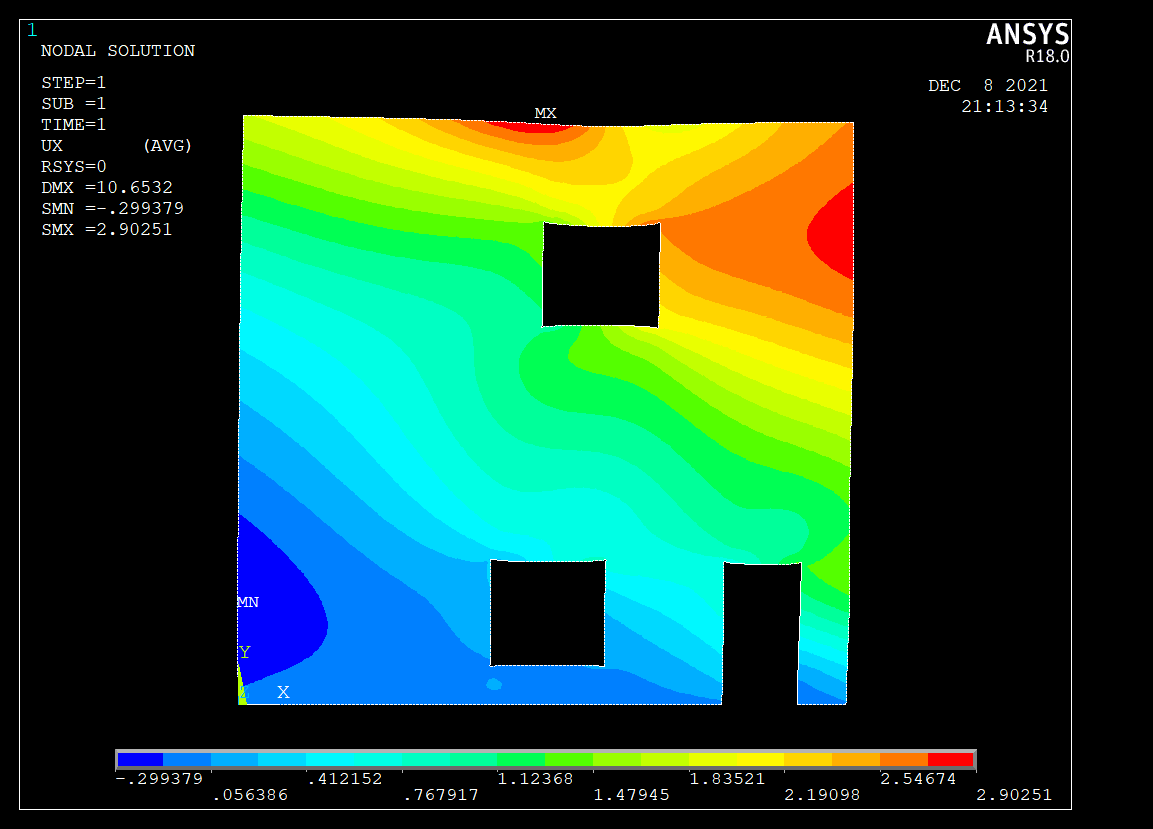 1
ANSYS
R18.0
NODAL SOLUTION
STEP=1
SUB =1
TIME=1
UX (AVG)
RSYS=0
DMX =10.6532
SMN =-.299379
SMX =2.90251
DEC 8 2021
21:13:34
MX
MN
Y
X
-.299379 .412152 1.12368 1.83521 2.54674
.056386 .767917 1.47945 2.19098 2.90251